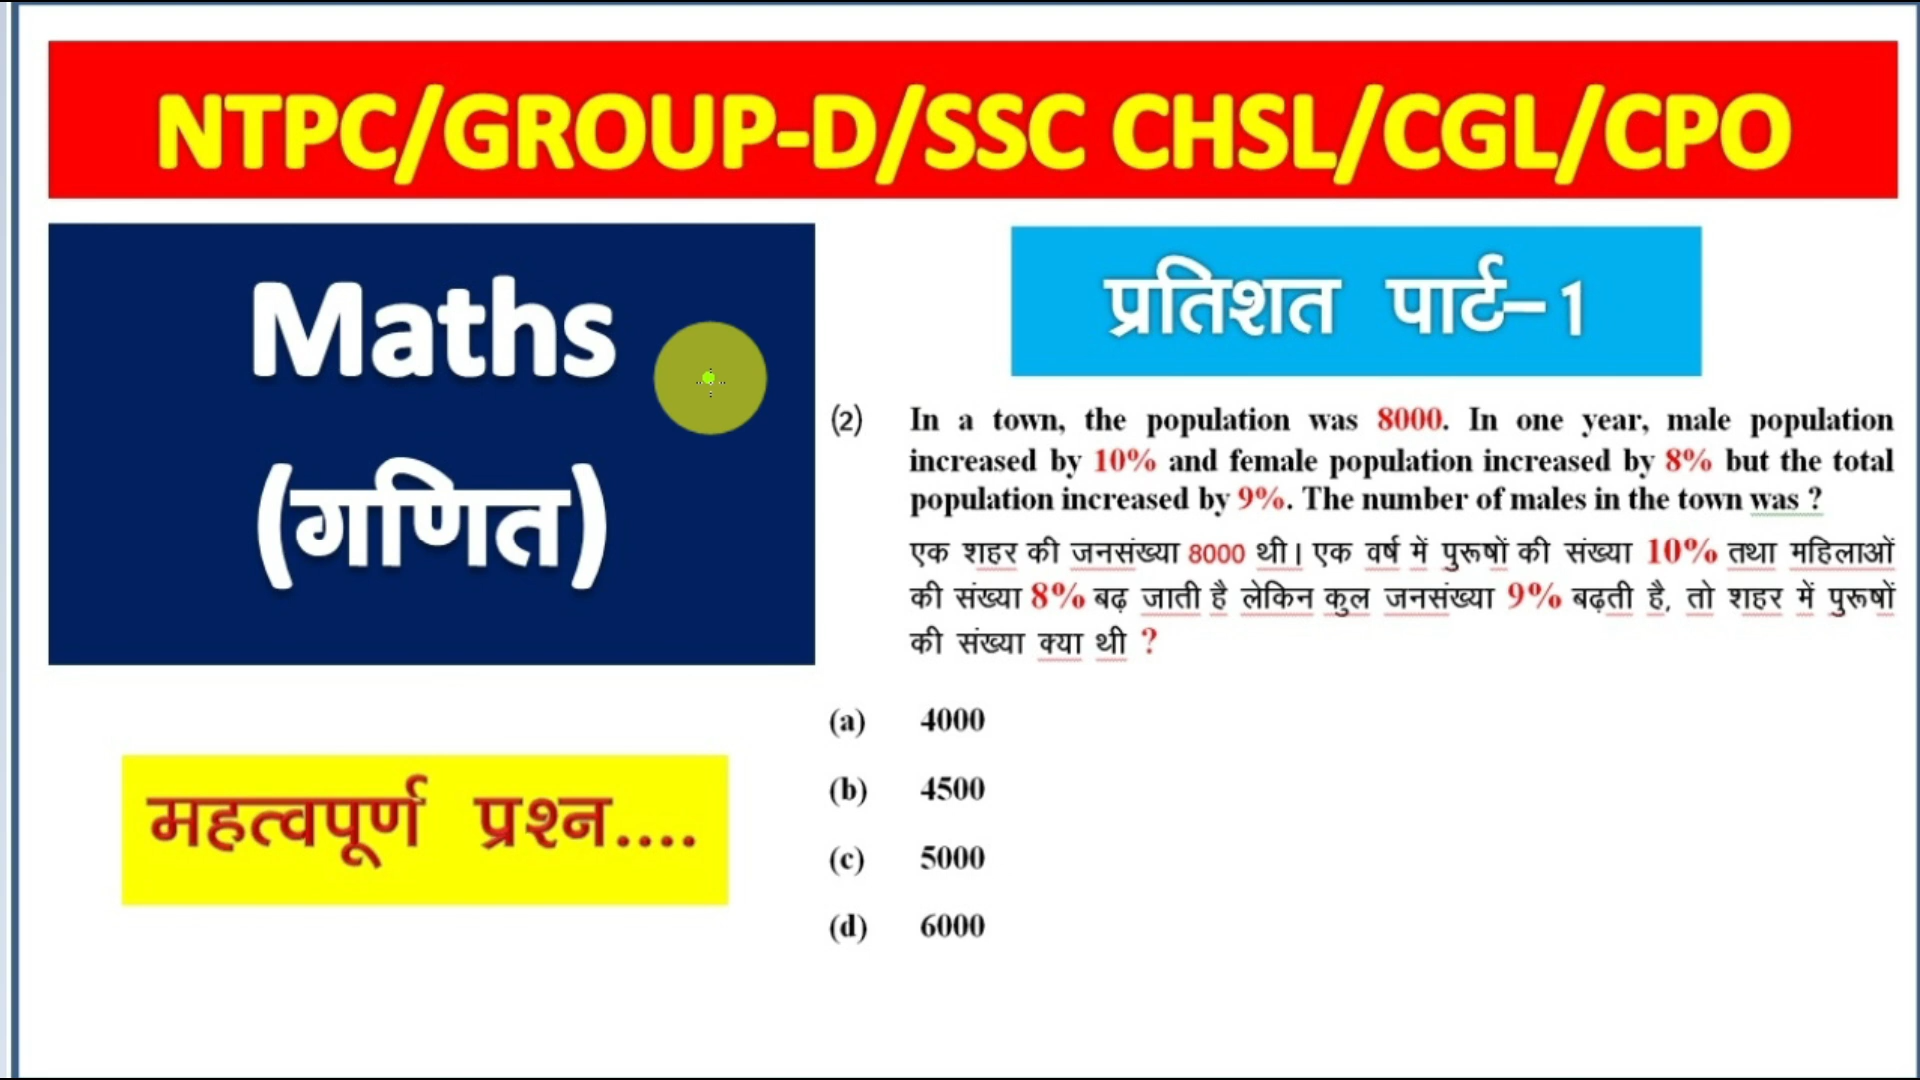 NTPC/GROUP-D/SSC CHSL/CGL/CPO
Maths
(गणित)
महत्वपूर्ण प्रश्न....
प्रतिशत पार्ट–1
(2) In a town, the population was 8000. In one year, male population
increased by 10% and female population increased by 8% but the total
population increased by 9%. The number of males in the town was ?
एक शहर की जनसंख्या 8000 थी। एक वर्ष में पुरूषों की संख्या 10% तथा महिलाओं
की संख्या 8% बढ़ जाती है लेकिन कुल जनसंख्या 9% बढ़ती है, तो शहर में पुरूषों
की संख्या क्या थी ?
(a) 4000
(b) 4500
(c) 5000
(d) 6000